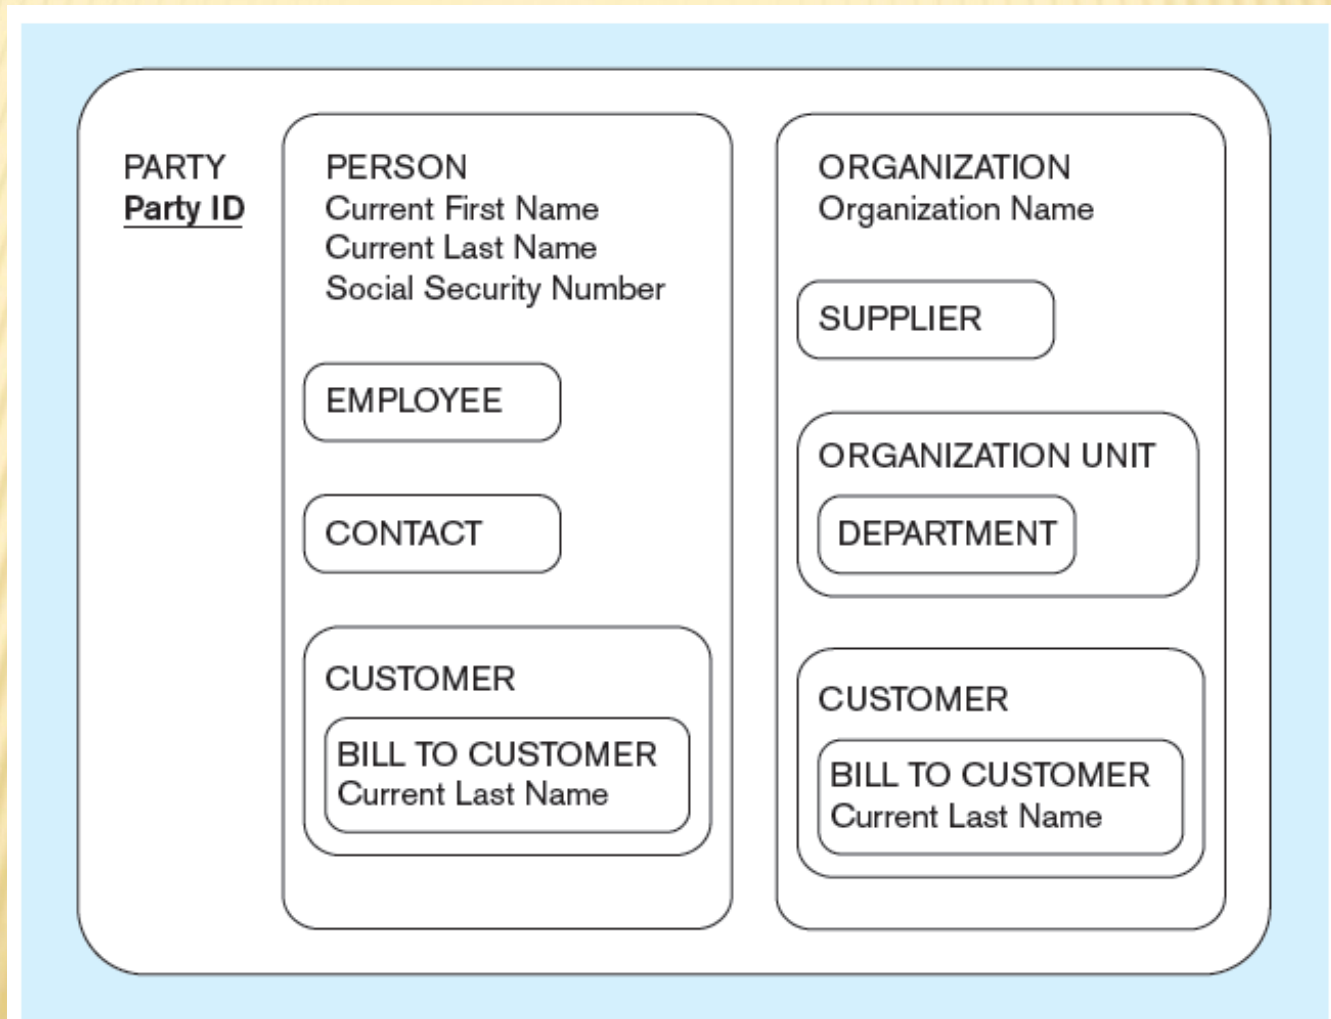 PARTY
Party ID
PERSON
Current First Name
Current Last Name
Social Security Number
EMPLOYEE
CONTACT
CUSTOMER
BILL TO CUSTOMER
Current Last Name
ORGANIZATION
Organization Name
SUPPLIER
ORGANIZATION UNIT
DEPARTMENT
CUSTOMER
BILL TO CUSTOMER
Current Last Name